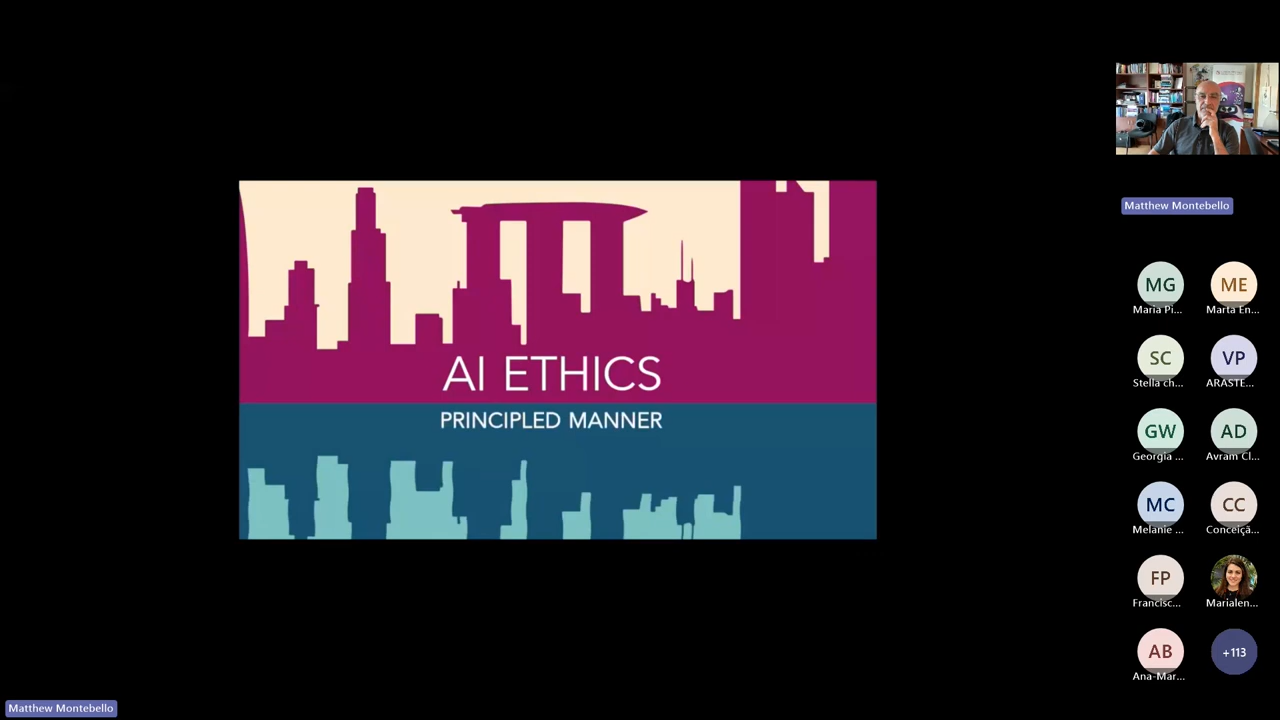 AI ETHICS
PRINCIPLED MANNER
Matthew Montebello
MG
Maria Pi...
ME
Marta En...
SC
Stella ch...
VP
ARASTE...
GW
Georgia ...
AD
Avram Cl...
MC
Melanie ...
CC
Conceiçã...
FP
Francisc...
Marialen...
AB
Ana-Mar...
+113
Matthew Montebello